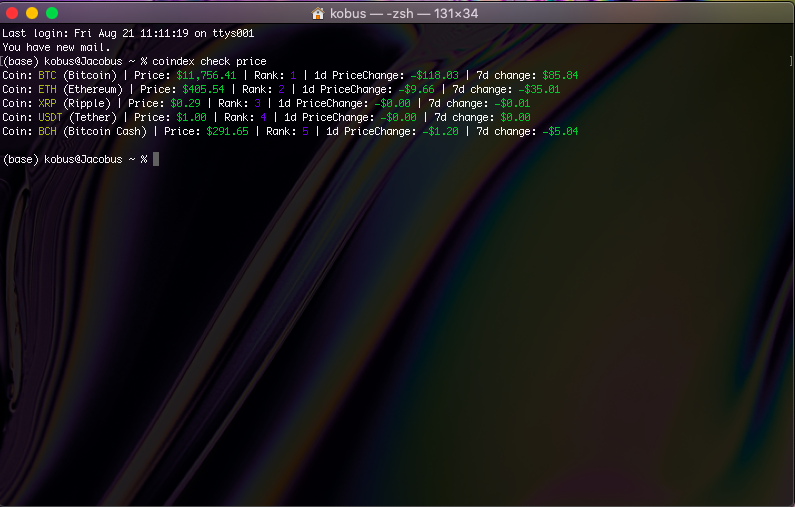 kobus — -zsh — 131×34
Last login: Fri Aug 21 11:11:19 on ttys001
You have new mail.
[(base) kobus@Jacobus ~ % coindex check price ]
Coin: BTC (Bitcoin) | Price: $11,756.41 | Rank: 1 | 1d PriceChange: -$118.03 | 7d change: $85.84
Coin: ETH (Ethereum) | Price: $405.54 | Rank: 2 | 1d PriceChange: -$9.66 | 7d change: -$35.01
Coin: XRP (Ripple) | Price: $0.29 | Rank: 3 | 1d PriceChange: -$0.00 | 7d change: -$0.01
Coin: USDT (Tether) | Price: $1.00 | Rank: 4 | 1d PriceChange: -$0.00 | 7d change: $0.00
Coin: BCH (Bitcoin Cash) | Price: $291.65 | Rank: 5 | 1d PriceChange: -$1.20 | 7d change: -$5.04
(base) kobus@Jacobus ~ %